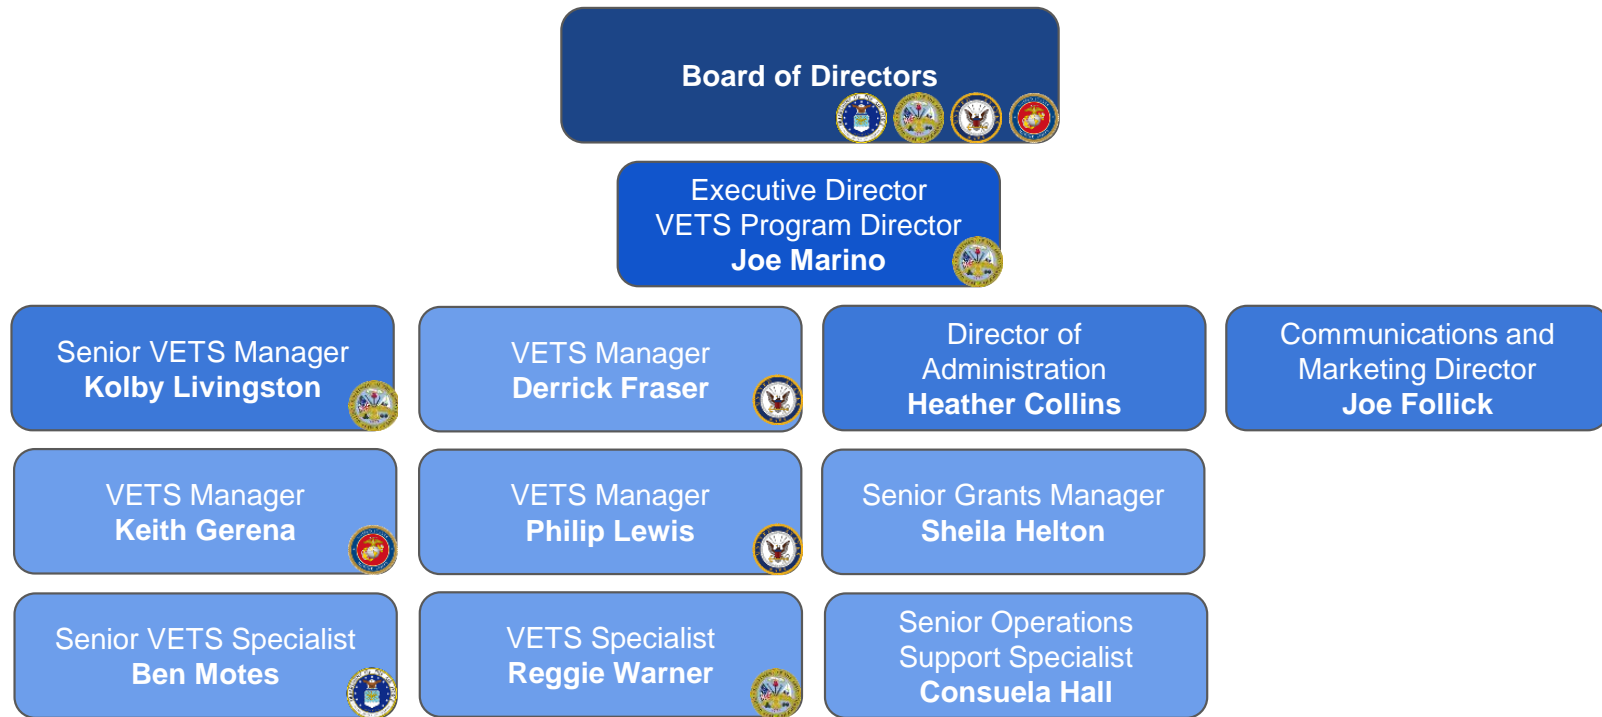 Board of Directors
Executive Director
VETS Program Director
Joe Marino
Senior VETS Manager
Kolby Livingston
VETS Manager
Derrick Fraser
Director of
Administration
Heather Collins
Communications and
Marketing Director
Joe Follick
VETS Manager
Keith Gerena
VETS Manager
Philip Lewis
Senior Grants Manager
Sheila Helton
Senior VETS Specialist
Ben Motes
VETS Specialist
Reggie Warner
Senior Operations
Support Specialist
Consuela Hall